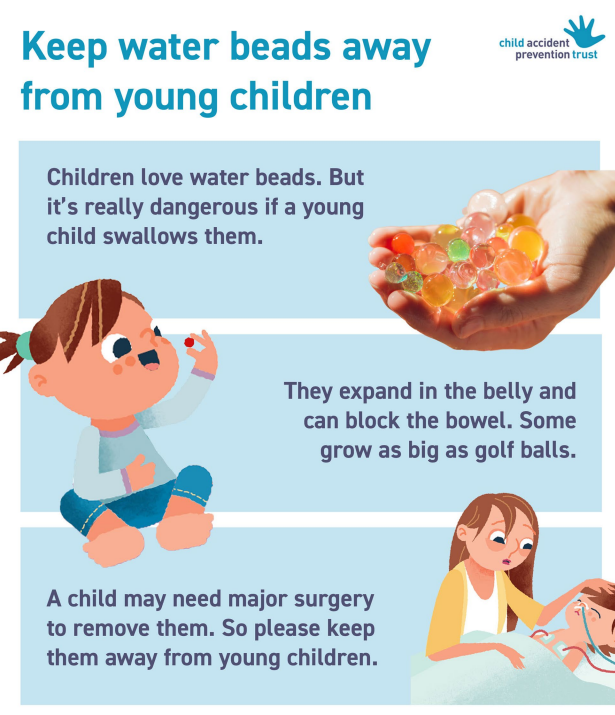 Keep water beads away
from young children
child accident
prevention trust
Children love water beads. But
it's really dangerous if a young
child swallows them.
They expand in the belly and
can block the bowel. Some
grow as big as golf balls.
A child may need major surgery
to remove them. So please keep
them away from young children.